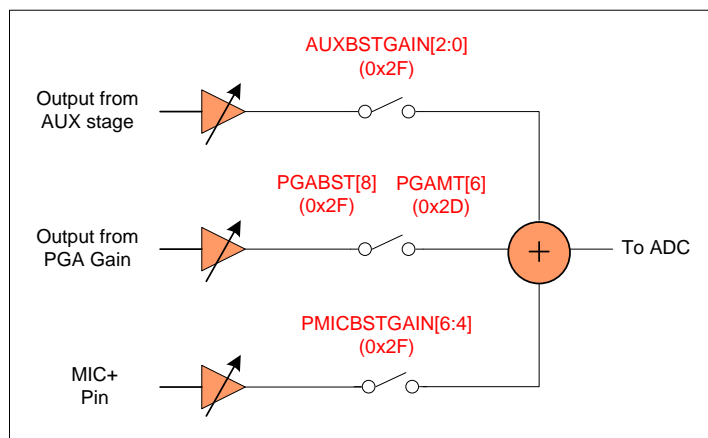 AUXBSTGAIN[2:0]
(0x2F)
Output from
AUX stage
PGABST[8] PGAMT[6]
(0x2F) (0x2D)
Output from
PGA Gain
+
To ADC
PMICBSTGAIN[6:4]
(0x2F)
MIC+
Pin